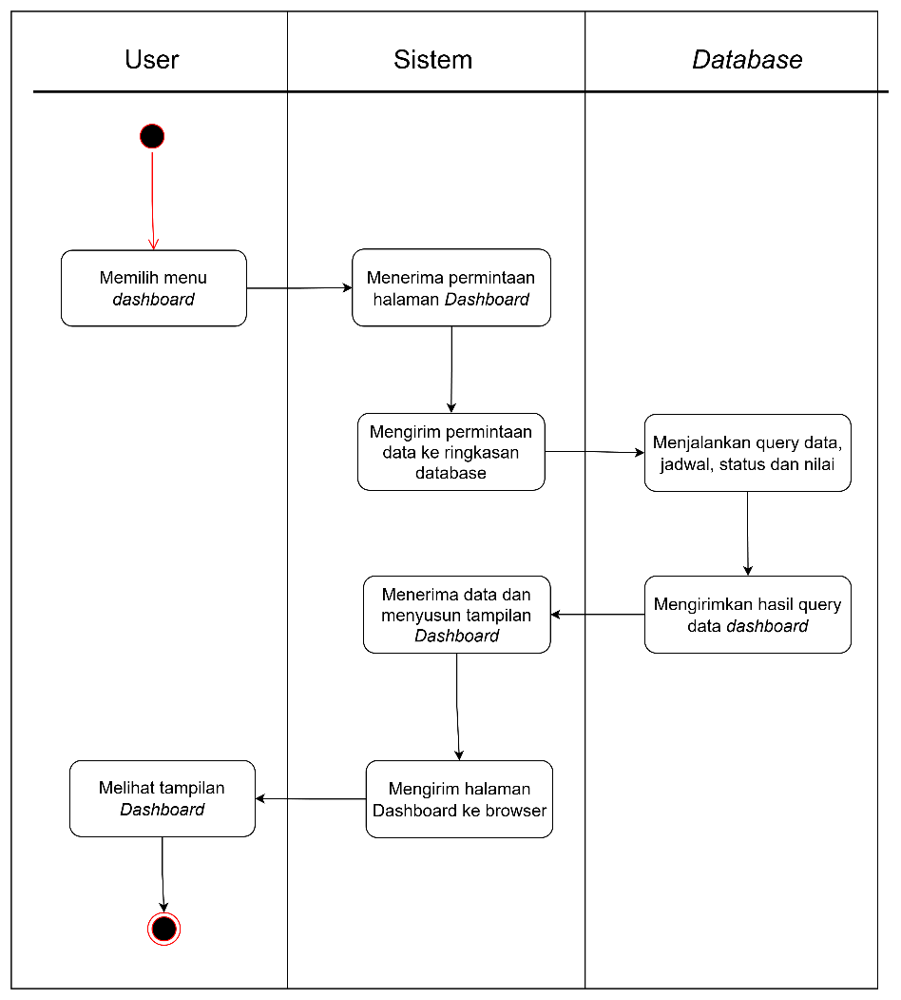 User
Sistem
Database
Memilih menu
dashboard
Menerima permintaan
halaman Dashboard
Mengirim permintaan
data ke ringkasan
database
Menjalankan query data,
jadwal, status dan nilai
Mengirimkan hasil query
data dashboard
Menerima data dan
menyusun tampilan
Dashboard
Mengirim halaman
Dashboard ke browser
Melihat tampilan
Dashboard